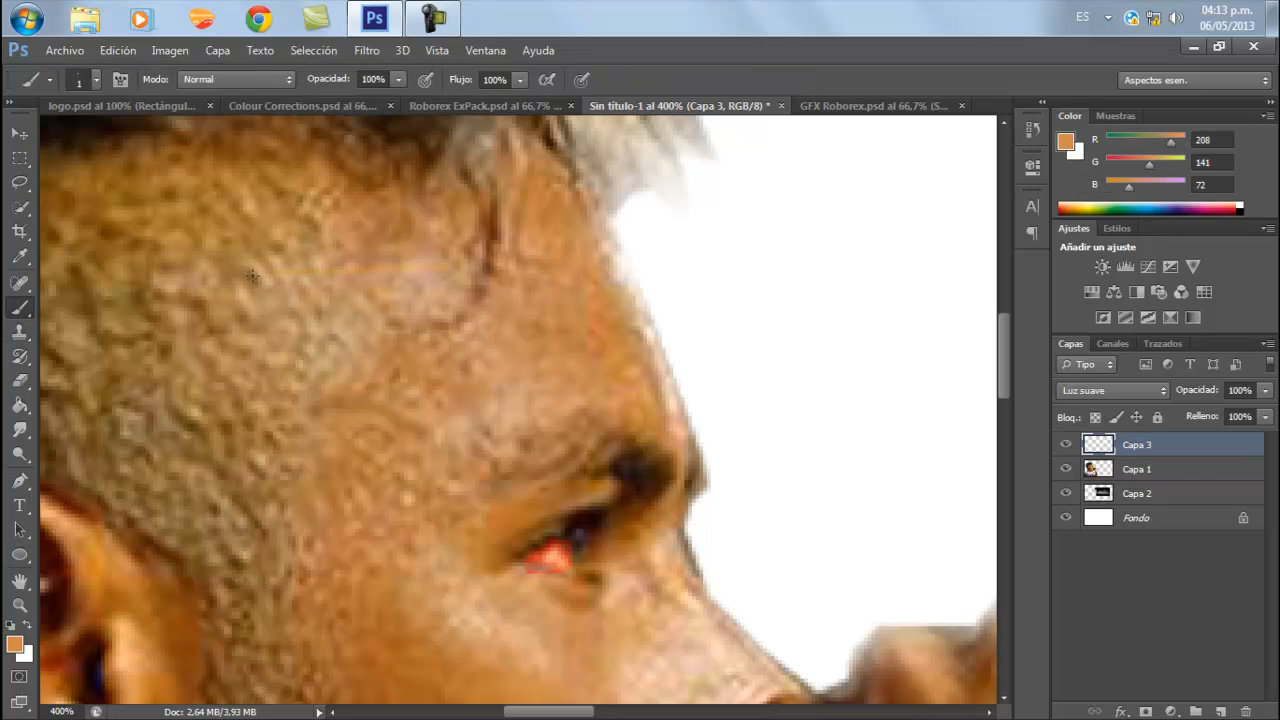 ES
04:13 p.m.
06/05/2013
Ps
Ps Archivo Edición Imagen Capa Texto Selección Filtro 3D Vista Ventana Ayuda
1 Modo: Normal Opacidad: 100% Flujo: 100% Aspectos esen.
logo.psd al 100% (Rectángul... × Colour Corrections.psd al 66,... × Roborex ExPack.psd al 66,7% ... × Sin título-1 al 400% (Capa 3, RGB/8) * × GFX Roborex.psd al 66,7% (S... ×
Color Muestras
R 208
G 141
B 72
Ajustes Estilos
Añadir un ajuste
Capas Canales Trazados
Tipo
Luz suave Opacidad: 100%
Bloq.: Relleno: 100%
Capa 3
Capa 1
Capa 2
Fondo
400% Doc: 2,64 MB/3,93 MB